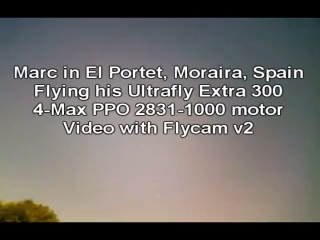 Marc in El Portet, Moraira, Spain
Flying his Ultrafly Extra 300
4-Max PPO 2831-1000 motor
Video with Flycam v2